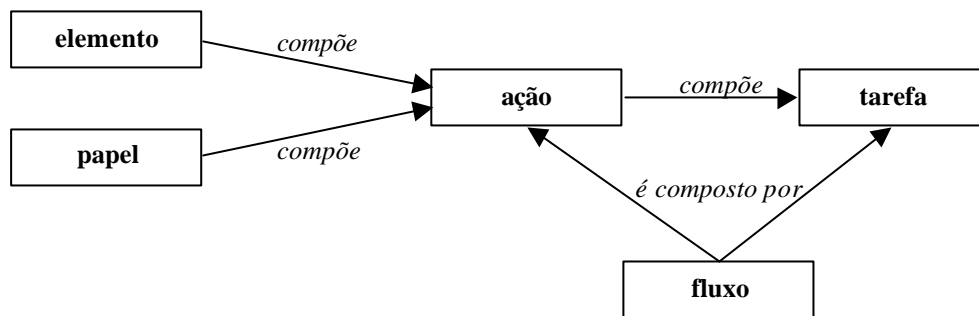 elemento
compõe
ação
compõe
tarefa
papel
compõe
é composto por
fluxo